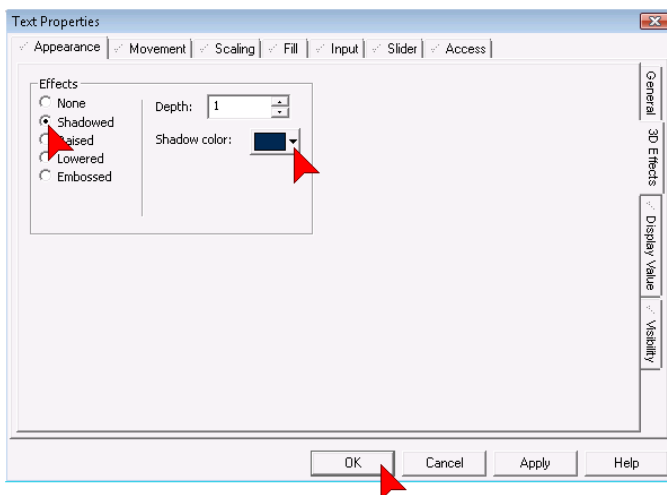 Text Properties
Appearance Movement Scaling Fill Input Slider Access
Effects
None
Shadowed
Raised
Lowered
Embossed
Depth: 1
Shadow color:
General
3D Effects
Display Value
Visibility
OK Cancel Apply Help